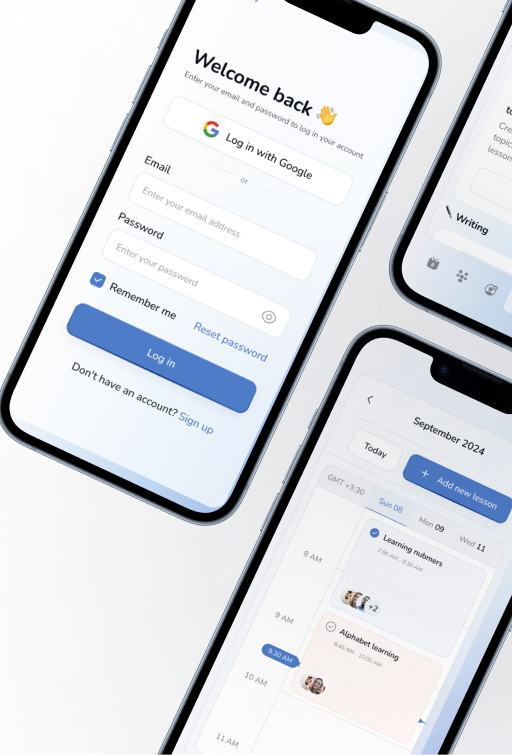 Welcome back 👋
Enter your email and password to log in your account
Log in with Google
or
Email
Enter your email address
Password
Enter your password
Remember me
Reset password
Log in
Don't have an account? Sign up
Writing
September 2024
Today
+ Add new lesson
GMT +3:30
Sun 08
Mon 09
Wed 11
8 AM
Learning nubmers
7:00 AM - 8:30 AM
+2
9 AM
Alphabet learning
8:45 AM - 10:00 AM
9:30 AM
10 AM
11 AM